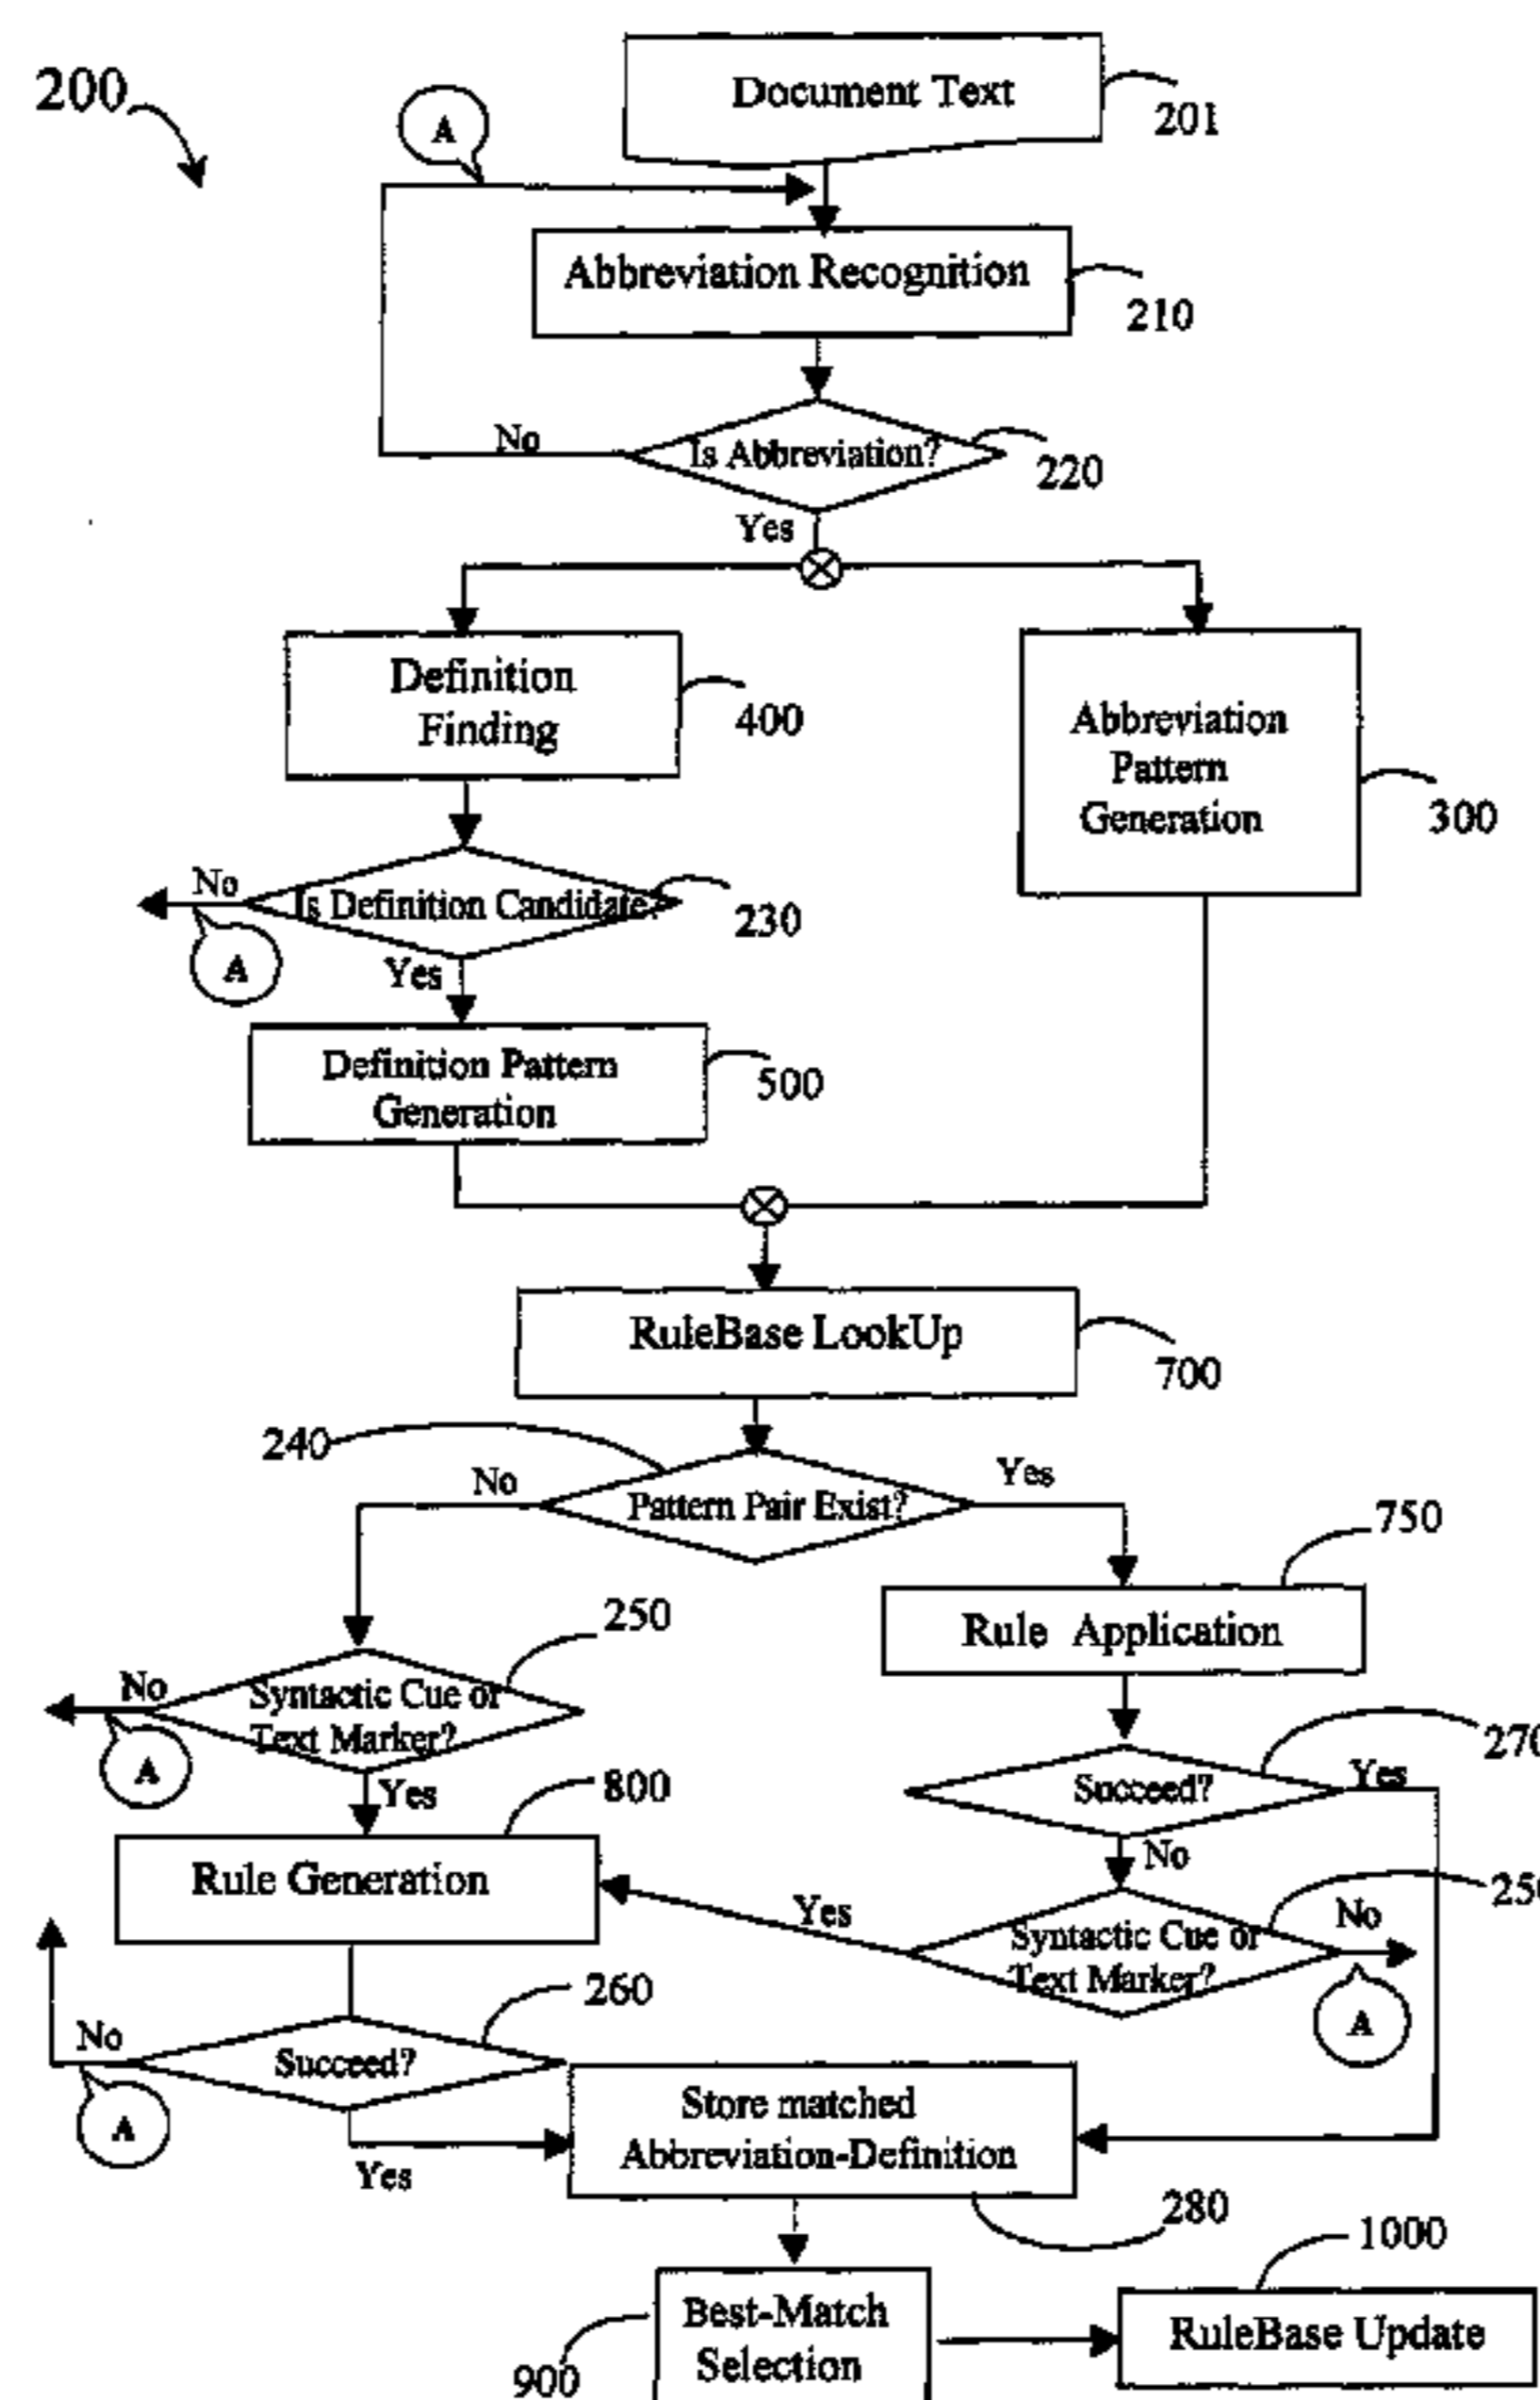 200
A
Document Text
201
Abbreviation Recognition
210
No
Is Abbreviation?
220
Yes
Definition
Finding
400
Abbreviation
Pattern
Generation
300
No
Is Definition Candidate?
230
A
Yes
Definition Pattern
Generation
500
RuleBase LookUp
700
240
No
Pattern Pair Exist?
Yes
750
Rule Application
250
No
Syntactic Cue or
Text Marker?
A
Yes
800
270
Succeed?
Yes
No
Rule Generation
Yes
Syntactic Cue or
Text Marker?
No
A
260
No
Succeed?
A
Yes
Store matched
Abbreviation-Definition
280
1000
Best-Match
Selection
900
RuleBase Update